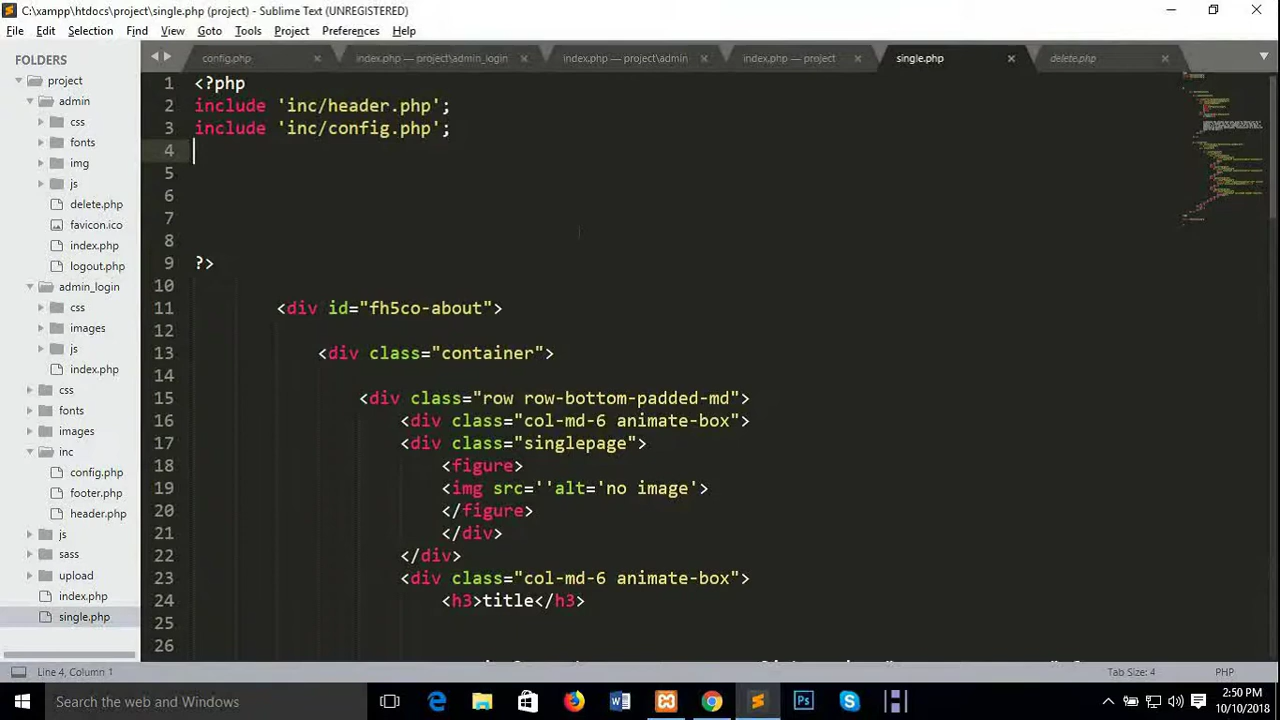 C:\xampp\htdocs\project\single.php (project) - Sublime Text (UNREGISTERED)
File Edit Selection Find View Goto Tools Project Preferences Help
FOLDERS
project
admin
css
fonts
img
js
delete.php
favicon.ico
index.php
logout.php
admin_login
css
images
js
index.php
css
fonts
images
inc
config.php
footer.php
header.php
js
sass
upload
index.php
single.php
config.php × index.php — project\admin_login × index.php — project\admin × index.php — project × single.php × delete.php ×
1 <?php
2 include 'inc/header.php';
3 include 'inc/config.php';
4
5
6
7
8
9 ?>
10
11 <div id="fh5co-about">
12
13 <div class="container">
14
15 <div class="row row-bottom-padded-md">
16 <div class="col-md-6 animate-box">
17 <div class="singlepage">
18 <figure>
19 <img src=''alt='no image'>
20 </figure>
21 </div>
22 </div>
23 <div class="col-md-6 animate-box">
24 <h3>title</h3>
25
26
Line 4, Column 1 Tab Size: 4 PHP
Search the Web and Windows
2:50 PM
10/10/2018